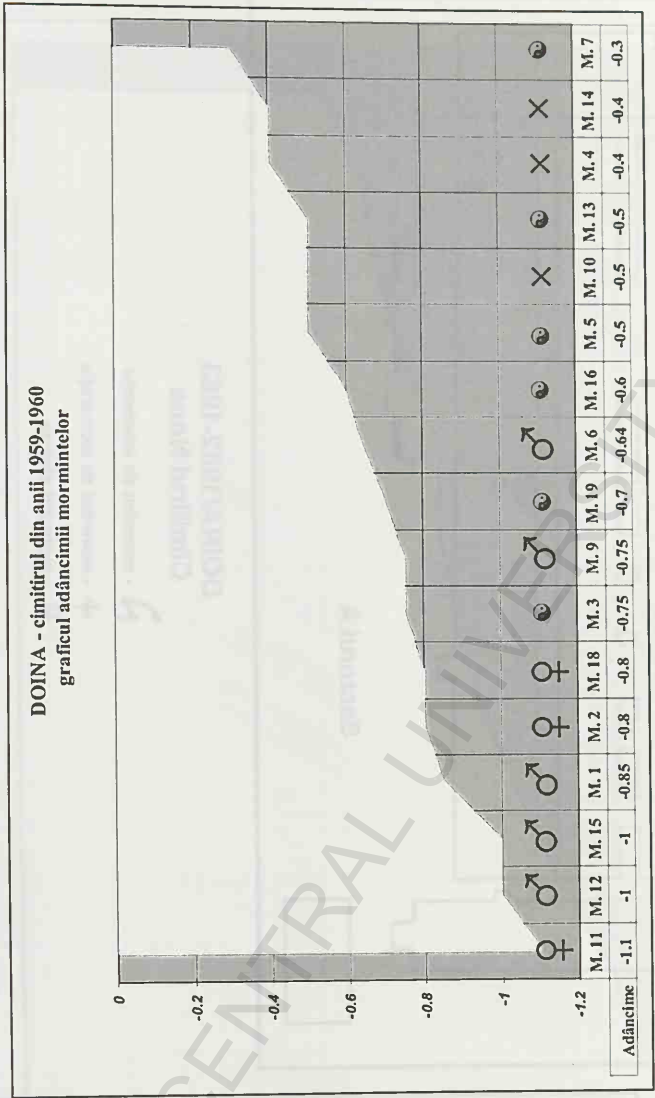 DOINA - cimitirul din anii 1959-1960
graficul adâncimii mormintelor
0
-0.2
-0.4
-0.6
-0.8
-1
-1.2
M. 11 M. 12 M. 15 M. 1 M. 2 M. 18 M. 3 M. 9 M. 19 M. 6 M. 16 M. 5 M. 10 M. 13 M. 4 M. 14 M. 7
Adâncime -1.1 -1 -1 -0.85 -0.8 -0.8 -0.75 -0.75 -0.7 -0.64 -0.6 -0.5 -0.5 -0.5 -0.4 -0.4 -0.3
CENTRAL UNIVERSITY